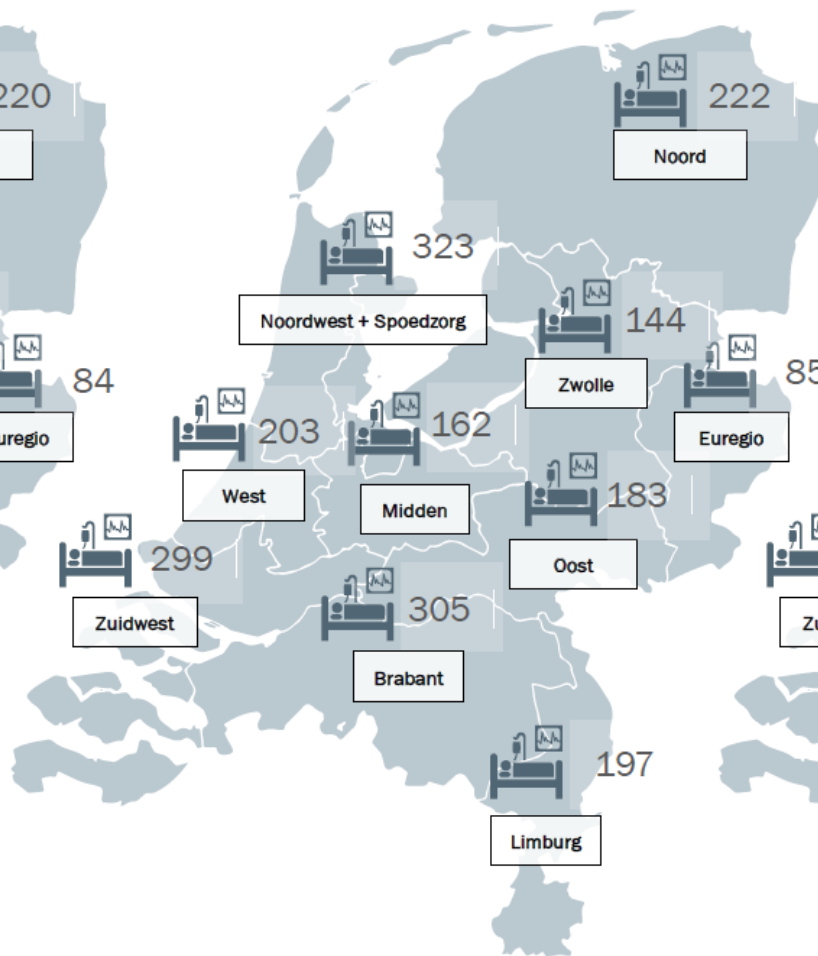 220
222
Noord
323
Noordwest + Spoedzorg
144
Zwolle
84
85
uregio
Euregio
203
West
162
Midden
183
Oost
299
Zuidwest
Zu
305
Brabant
197
Limburg